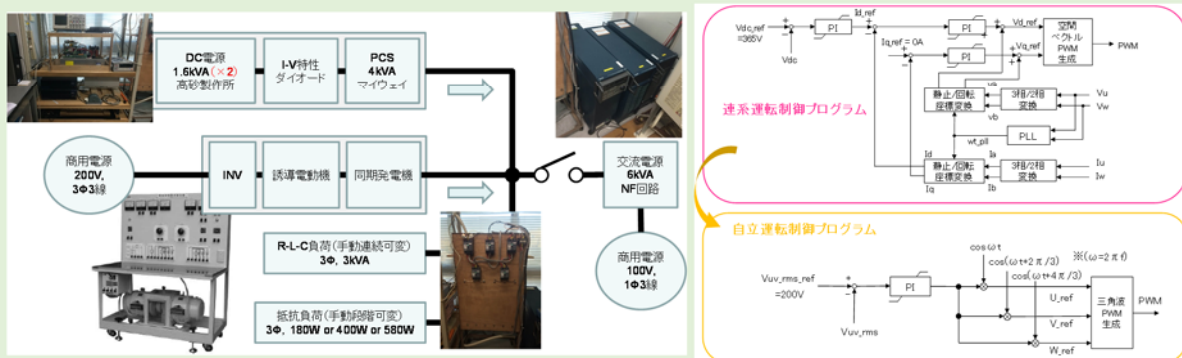 DC電源
1.6kVA(×2)
高砂製作所
I-V特性
ダイオード
PCS
4kVA
マイウェイ
商用電源
200V,
3Φ3線
INV
誘導電動機
同期発電機
交流電源
6kVA
NF回路
R-L-C負荷(手動連続可変)
3Φ, 3kVA
商用電源
100V,
1Φ3線
抵抗負荷(手動段階可変)
3Φ, 180W or 400W or 580W
Vdc_ref
=365V
Vdc
PI
Id_ref
PI
Vd_ref
Iq_ref = 0A
PI
Vq_ref
空間
ベクトル
PWM
生成
PWM
連系運転制御プログラム
静止/回転
座標変換
vb
3相/2相
変換
Vu
Vw
PLL
wt_pll
Id
Iq
静止/回転
座標変換
Ia
Ib
3相/2相
変換
Iu
Iw
自立運転制御プログラム
cosωt
cos(ωt+2π/3)
cos(ωt+4π/3)
※(ω=2πf)
Vuv_rms_ref
=200V
Vuv_rms
PI
U_ref
V_ref
W_ref
三角波
PWM
生成
PWM